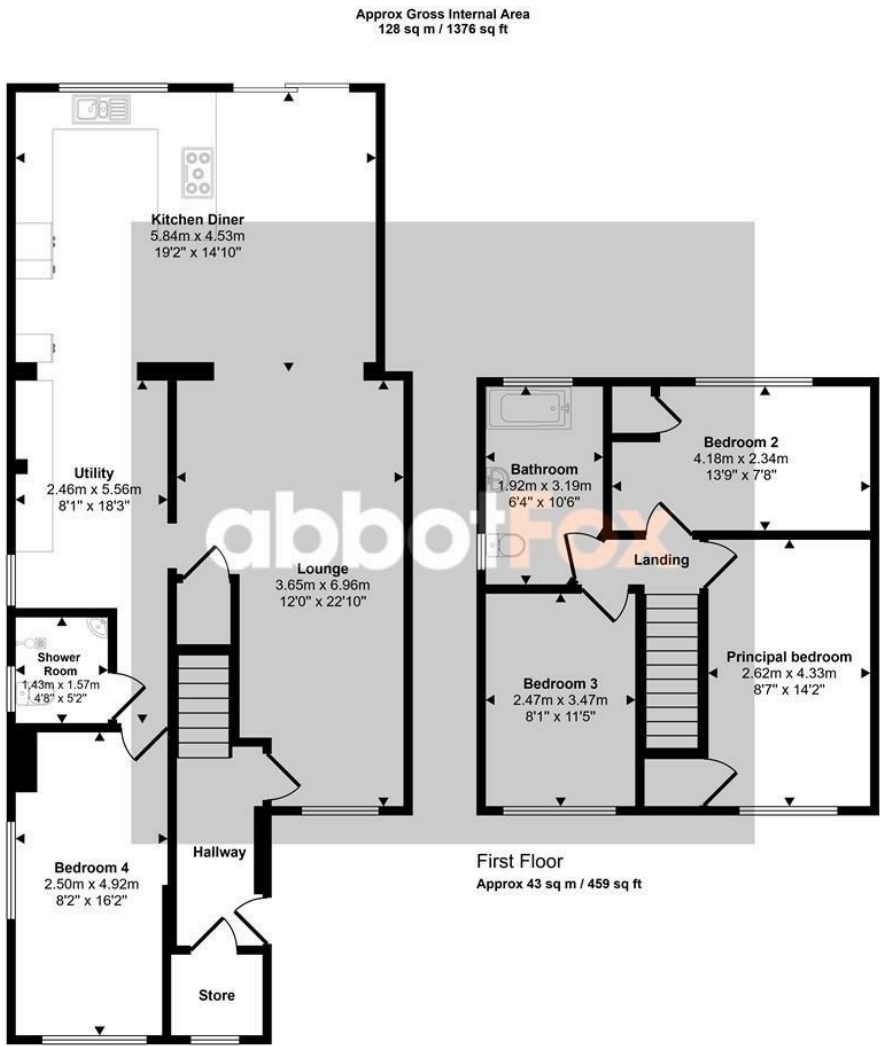 Approx Gross Internal Area
128 sq m / 1376 sq ft
Kitchen Diner
5.84m x 4.53m
19'2" x 14'10"
Utility
2.46m x 5.56m
8'1" x 18'3"
Lounge
3.65m x 6.96m
12'0" x 22'10"
Shower
Room
1.43m x 1.57m
4'8" x 5'2"
Bedroom 4
2.50m x 4.92m
8'2" x 16'2"
Hallway
Store
Bathroom
1.92m x 3.19m
6'4" x 10'6"
Bedroom 2
4.18m x 2.34m
13'9" x 7'8"
Landing
Bedroom 3
2.47m x 3.47m
8'1" x 11'5"
Principal bedroom
2.62m x 4.33m
8'7" x 14'2"
First Floor
Approx 43 sq m / 459 sq ft
abbotFox